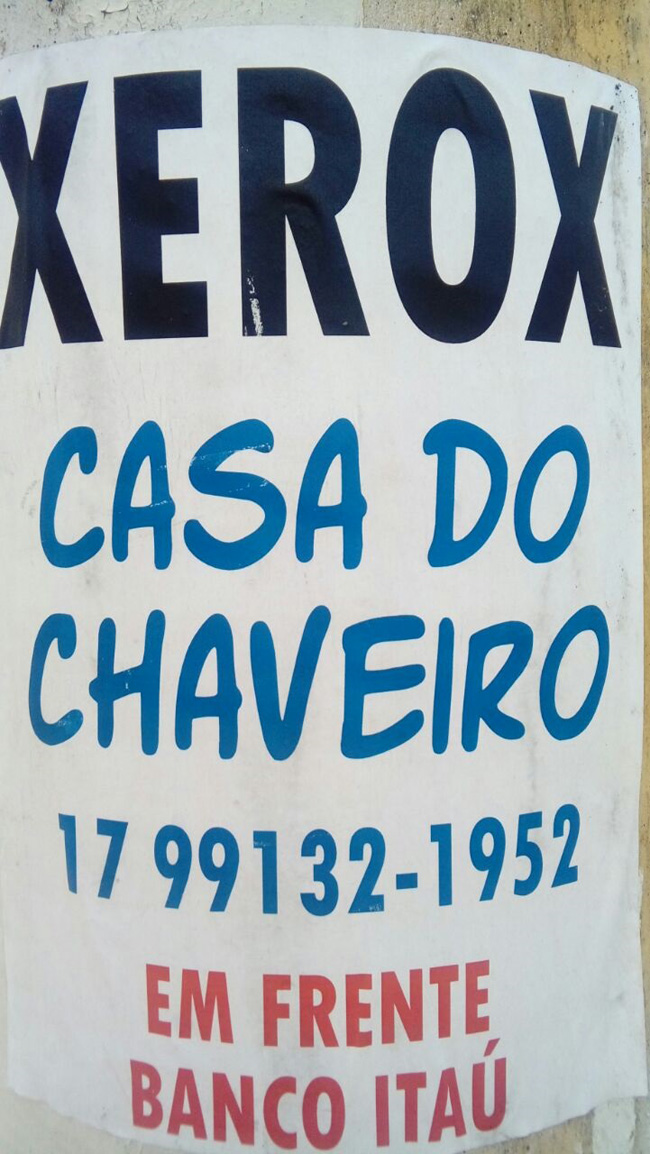 XEROX
CASA DO
CHAVEIRO
17 99132-1952
EM FRENTE
BANCO ITAÚ